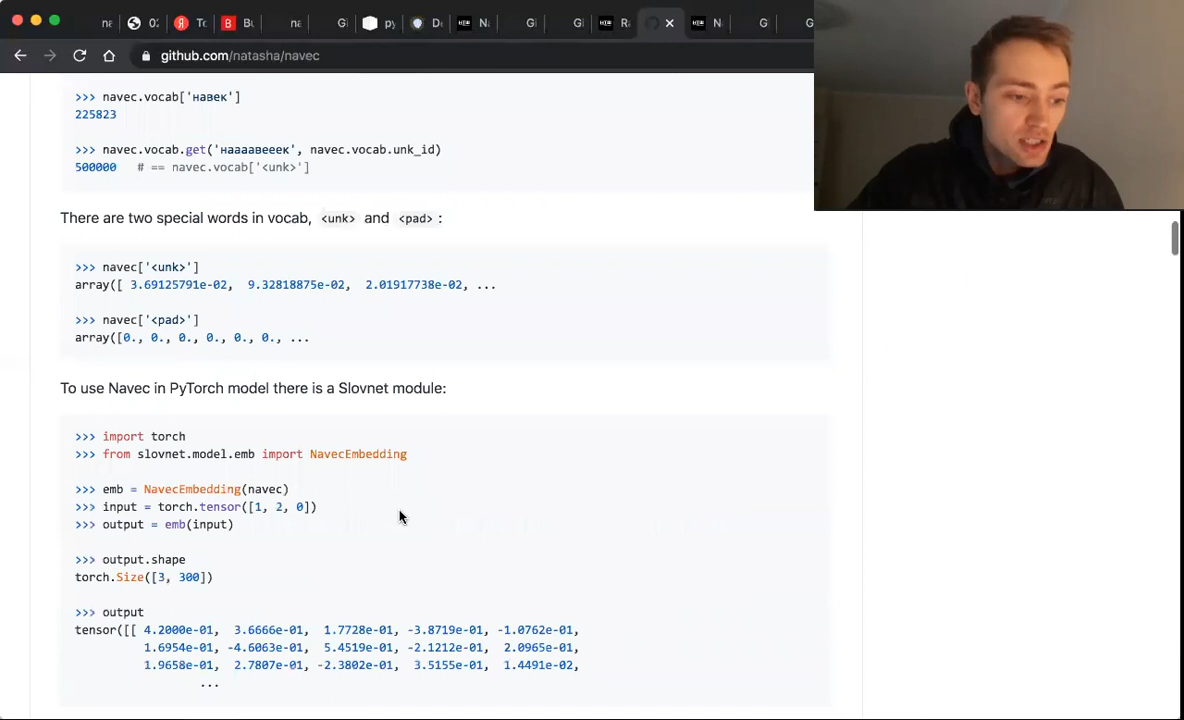 github.com/natasha/navec
>>> navec.vocab['навек']
225823
>>> navec.vocab.get('наааавееек', navec.vocab.unk_id)
500000 # == navec.vocab['<unk>']
There are two special words in vocab, <unk> and <pad> :
>>> navec['<unk>']
array([ 3.69125791e-02, 9.32818875e-02, 2.01917738e-02, ...
>>> navec['<pad>']
array([0., 0., 0., 0., 0., 0., ...
To use Navec in PyTorch model there is a Slovnet module:
>>> import torch
>>> from slovnet.model.emb import NavecEmbedding
>>> emb = NavecEmbedding(navec)
>>> input = torch.tensor([1, 2, 0])
>>> output = emb(input)
>>> output.shape
torch.Size([3, 300])
>>> output
tensor([[ 4.2000e-01, 3.6666e-01, 1.7728e-01, -3.8719e-01, -1.0762e-01,
1.6954e-01, -4.6063e-01, 5.4519e-01, -2.1212e-01, 2.0965e-01,
1.9658e-01, 2.7807e-01, -2.3802e-01, 3.5155e-01, 1.4491e-02,
...